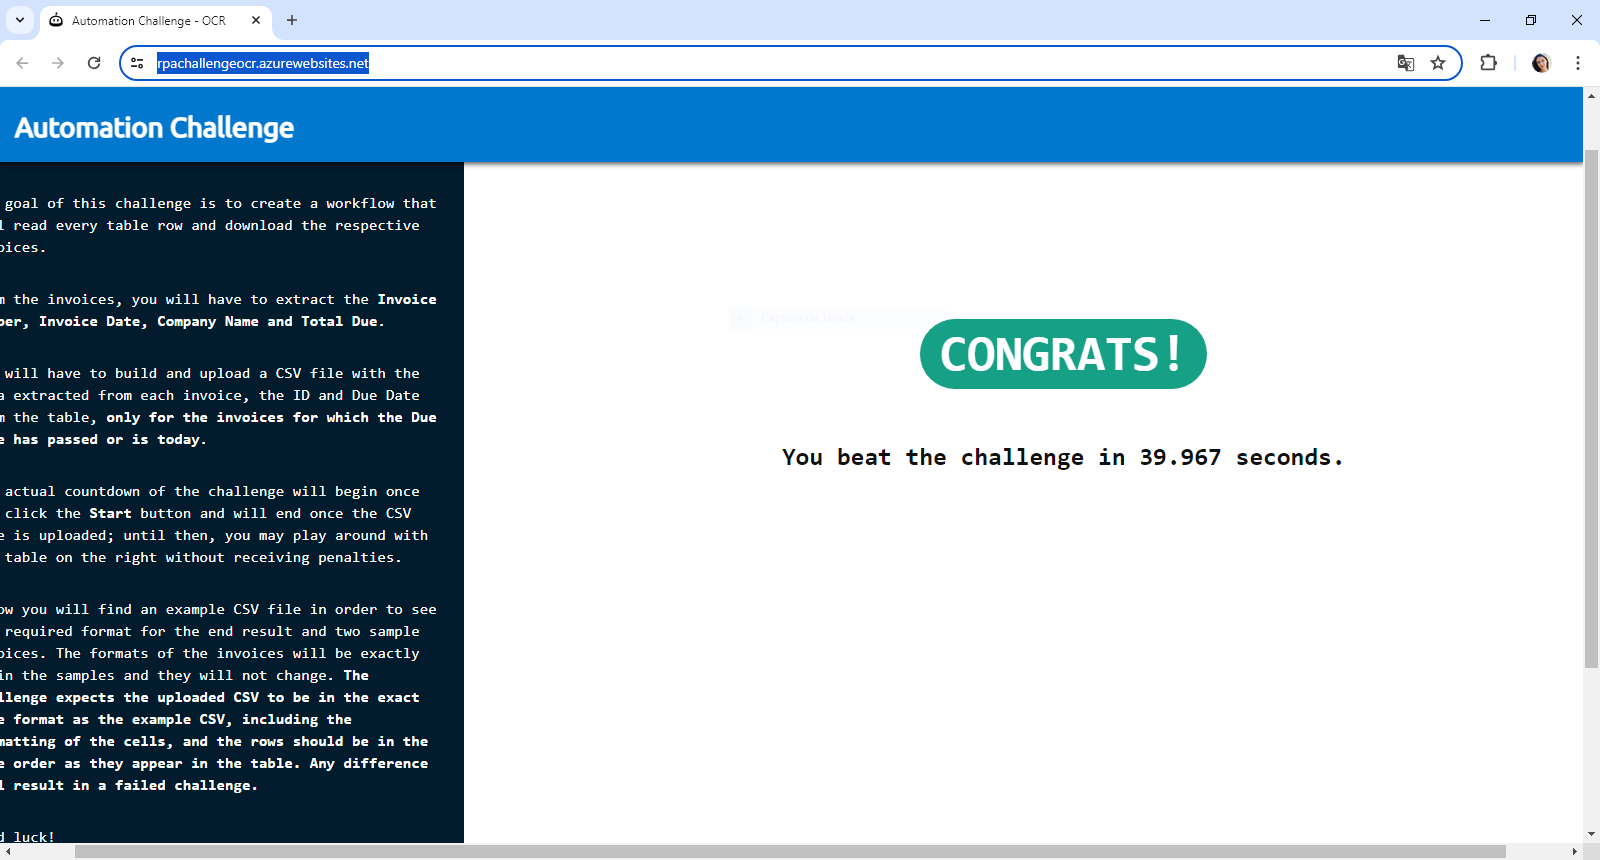 Automation Challenge - OCR
rpachallengeocr.azurewebsites.net
Automation Challenge
goal of this challenge is to create a workflow that
l read every table row and download the respective
oices.
m the invoices, you will have to extract the Invoice
ber, Invoice Date, Company Name and Total Due.
will have to build and upload a CSV file with the
a extracted from each invoice, the ID and Due Date
m the table, only for the invoices for which the Due
e has passed or is today.
actual countdown of the challenge will begin once
click the Start button and will end once the CSV
e is uploaded; until then, you may play around with
table on the right without receiving penalties.
ow you will find an example CSV file in order to see
required format for the end result and two sample
oices. The formats of the invoices will be exactly
in the samples and they will not change. The
llenge expects the uploaded CSV to be in the exact
e format as the example CSV, including the
matting of the cells, and the rows should be in the
e order as they appear in the table. Any difference
l result in a failed challenge.
d luck!
CONGRATS!
You beat the challenge in 39.967 seconds.